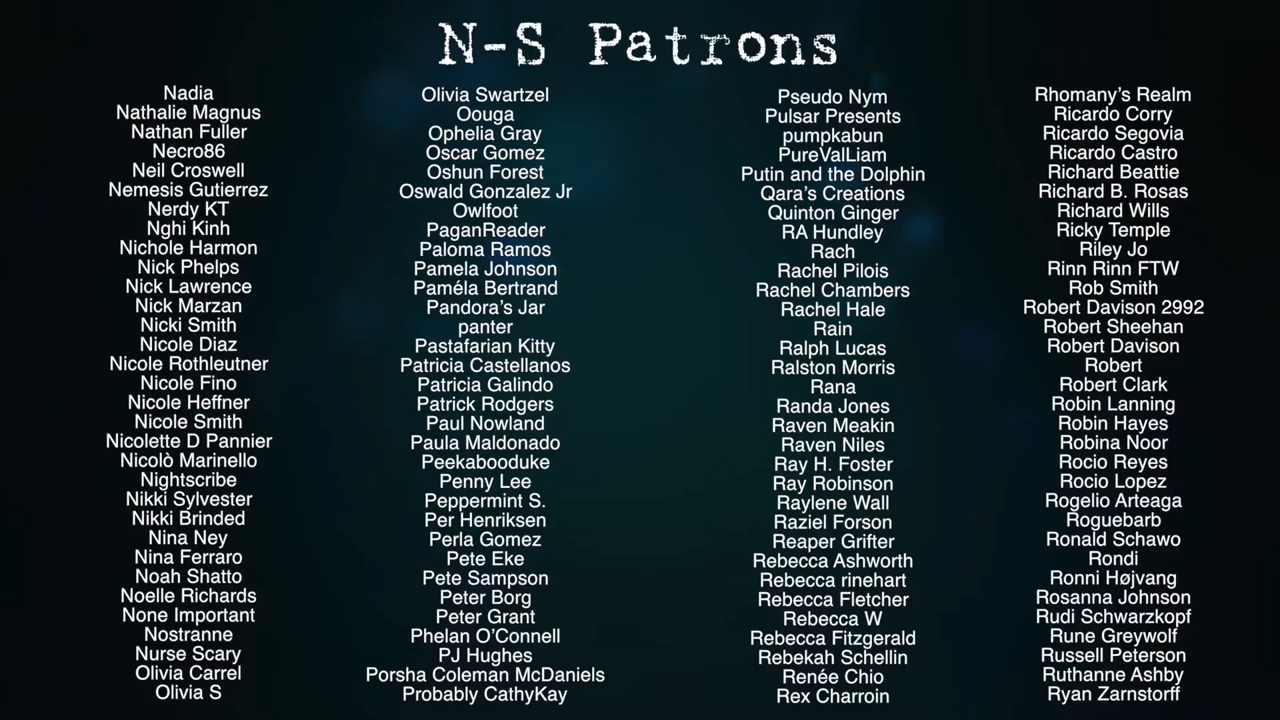 N-S Patrons
Nadia
Nathalie Magnus
Nathan Fuller
Necro86
Neil Croswell
Nemesis Gutierrez
Nerdy KT
Nghi Kinh
Nichole Harmon
Nick Phelps
Nick Lawrence
Nick Marzan
Nicki Smith
Nicole Diaz
Nicole Rothleutner
Nicole Fino
Nicole Heffner
Nicole Smith
Nicolette D Pannier
Nicolò Marinello
Nightscribe
Nikki Sylvester
Nikki Brinded
Nina Ney
Nina Ferraro
Noah Shatto
Noelle Richards
None Important
Nostranne
Nurse Scary
Olivia Carrel
Olivia S
Olivia Swartzel
Oouga
Ophelia Gray
Oscar Gomez
Oshun Forest
Oswald Gonzalez Jr
Owlfoot
PaganReader
Paloma Ramos
Pamela Johnson
Paméla Bertrand
Pandora’s Jar
panter
Pastafarian Kitty
Patricia Castellanos
Patricia Galindo
Patrick Rodgers
Paul Nowland
Paula Maldonado
Peekabooduke
Penny Lee
Peppermint S.
Per Henriksen
Perla Gomez
Pete Eke
Pete Sampson
Peter Borg
Peter Grant
Phelan O’Connell
PJ Hughes
Porsha Coleman McDaniels
Probably CathyKay
Pseudo Nym
Pulsar Presents
pumpkabun
PureValLiam
Putin and the Dolphin
Qara’s Creations
Quinton Ginger
RA Hundley
Rach
Rachel Pilois
Rachel Chambers
Rachel Hale
Rain
Ralph Lucas
Ralston Morris
Rana
Randa Jones
Raven Meakin
Raven Niles
Ray H. Foster
Ray Robinson
Raylene Wall
Raziel Forson
Reaper Grifter
Rebecca Ashworth
Rebecca rinehart
Rebecca Fletcher
Rebecca W
Rebecca Fitzgerald
Rebekah Schellin
Renée Chio
Rex Charroin
Rhomany’s Realm
Ricardo Corry
Ricardo Segovia
Ricardo Castro
Richard Beattie
Richard B. Rosas
Richard Wills
Ricky Temple
Riley Jo
Rinn Rinn FTW
Rob Smith
Robert Davison 2992
Robert Sheehan
Robert Davison
Robert
Robert Clark
Robin Lanning
Robin Hayes
Robina Noor
Rocio Reyes
Rocio Lopez
Rogelio Arteaga
Roguebarb
Ronald Schawo
Rondi
Ronni Højvang
Rosanna Johnson
Rudi Schwarzkopf
Rune Greywolf
Russell Peterson
Ruthanne Ashby
Ryan Zarnstorff